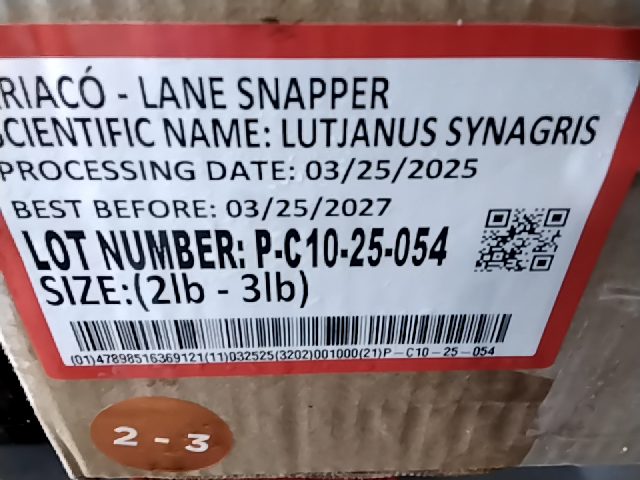 RIACÓ - LANE SNAPPER
SCIENTIFIC NAME: LUTJANUS SYNAGRIS
PROCESSING DATE: 03/25/2025
BEST BEFORE: 03/25/2027
LOT NUMBER: P-C10-25-054
SIZE:(2lb - 3lb)
(01)47898516369121(11)032525(3202)001000(21)P-C10-25-054
2 - 3